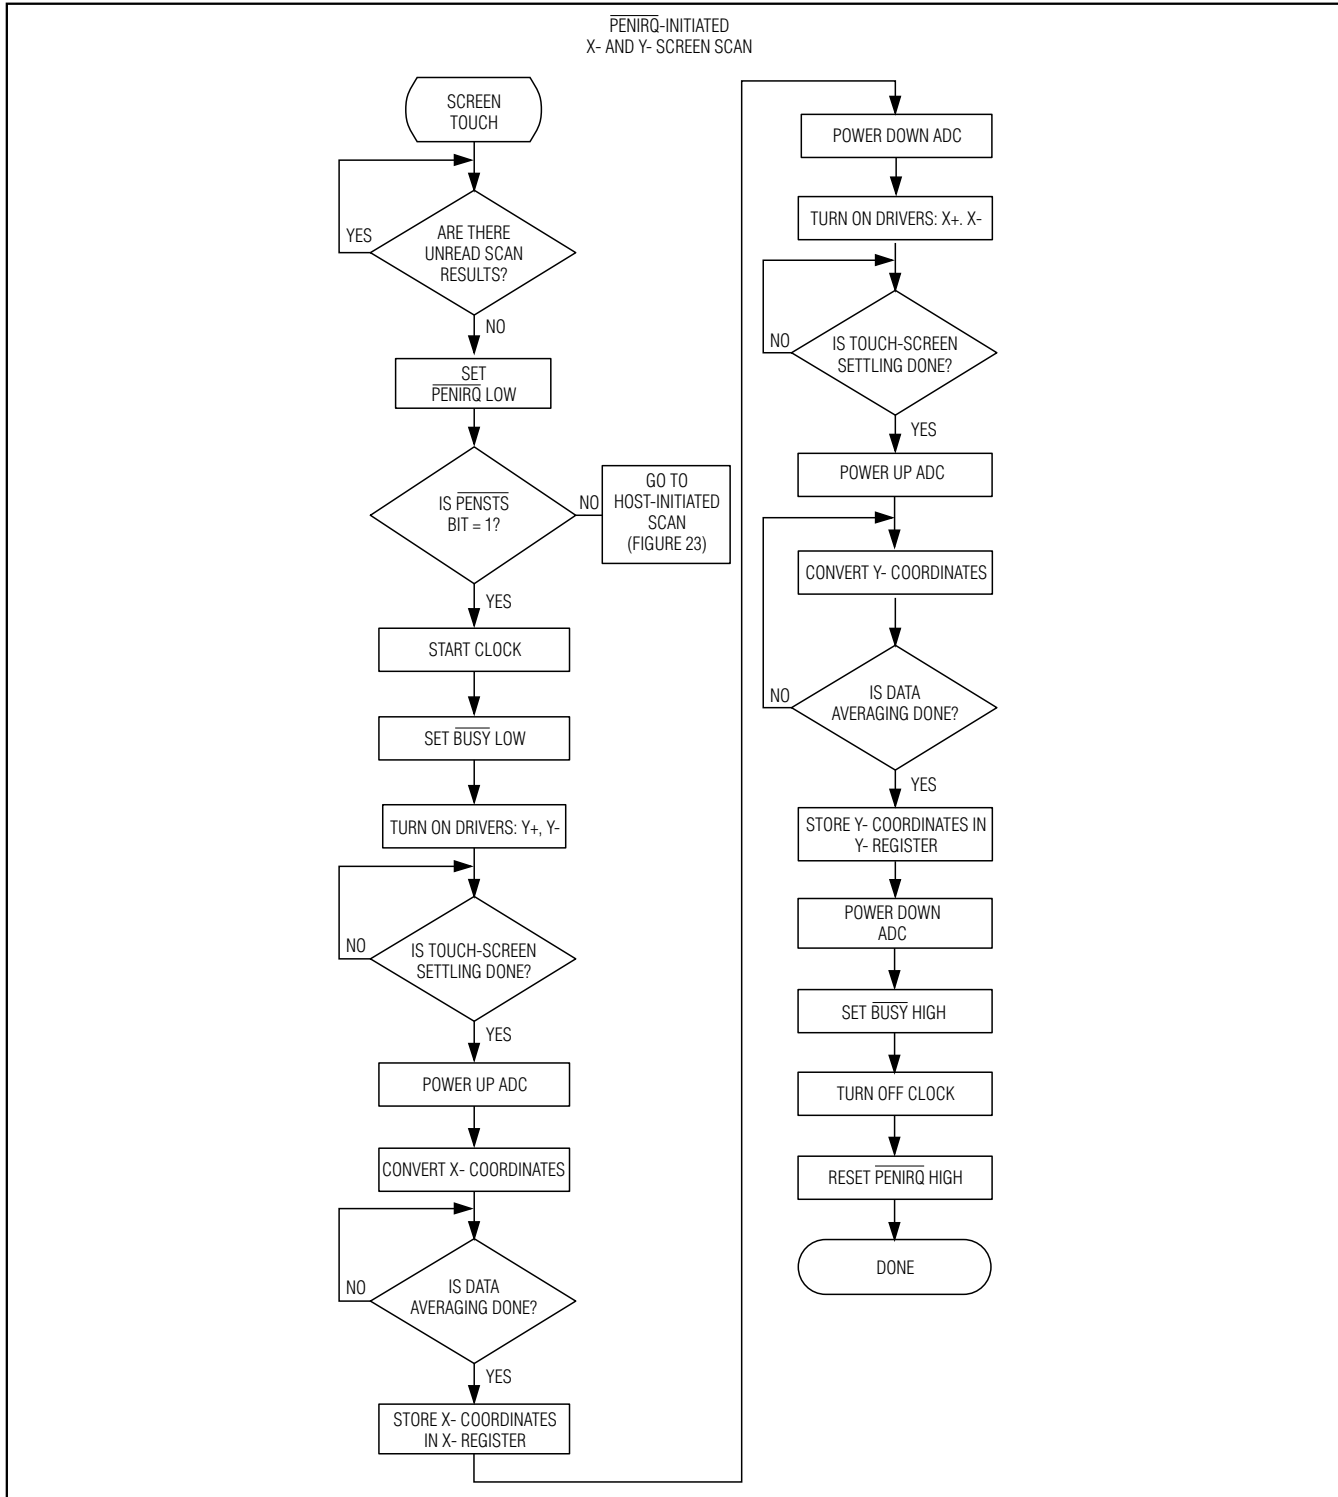 PENIRQ-INITIATED
X- AND Y- SCREEN SCAN
SCREEN
TOUCH
YES
ARE THERE
UNREAD SCAN
RESULTS?
NO
SET
PENIRQ LOW
IS PENSTS
BIT = 1?
NO
GO TO
HOST-INITIATED
SCAN
(FIGURE 23)
YES
START CLOCK
SET BUSY LOW
TURN ON DRIVERS: Y+, Y-
NO
IS TOUCH-SCREEN
SETTLING DONE?
YES
POWER UP ADC
CONVERT X- COORDINATES
NO
IS DATA
AVERAGING DONE?
YES
STORE X- COORDINATES
IN X- REGISTER
POWER DOWN ADC
TURN ON DRIVERS: X+. X-
NO
IS TOUCH-SCREEN
SETTLING DONE?
YES
POWER UP ADC
CONVERT Y- COORDINATES
NO
IS DATA
AVERAGING DONE?
YES
STORE Y- COORDINATES IN
Y- REGISTER
POWER DOWN
ADC
SET BUSY HIGH
TURN OFF CLOCK
RESET PENIRQ HIGH
DONE